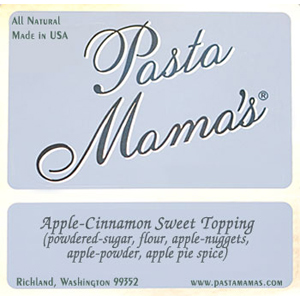 All Natural
Made in USA
Pasta
Mama's®
Apple-Cinnamon Sweet Topping
(powdered-sugar, flour, apple-nuggets,
apple-powder, apple pie spice)
Richland, Washington 99352
www.pastamamas.com